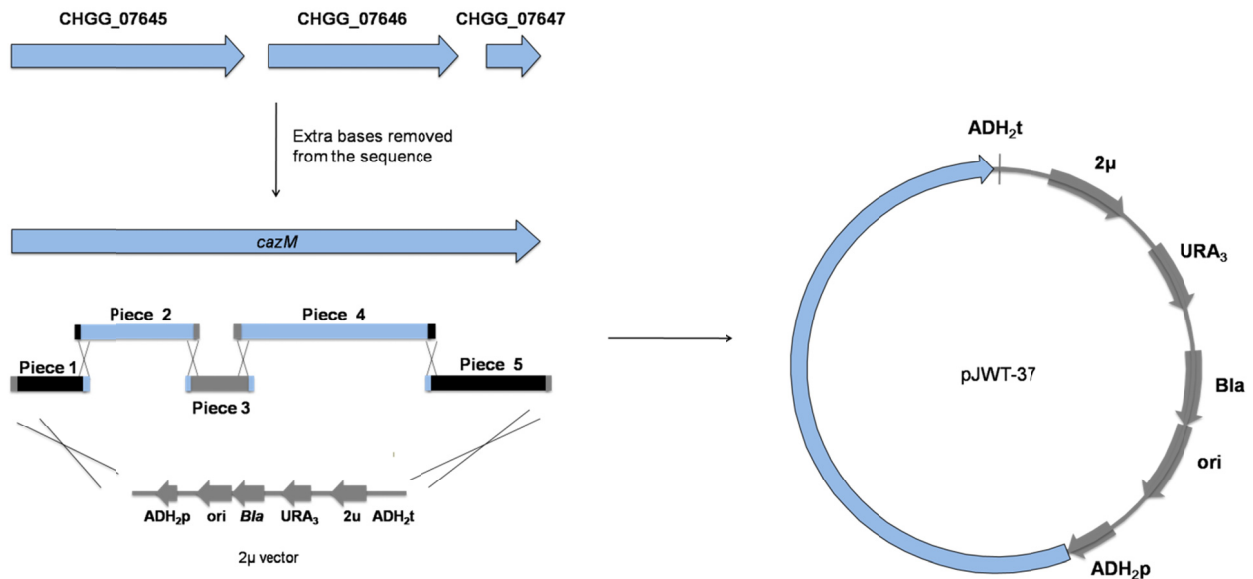 CHGG_07645
CHGG_07646
CHGG_07647
Extra bases removed
from the sequence
cazM
Piece 2
Piece 4
Piece 1
Piece 5
Piece 3
ADH₂p
ori
Bla
URA₃
2u
ADH₂t
2µ vector
ADH₂t
2µ
URA₃
Bla
ori
ADH₂p
pJWT-37